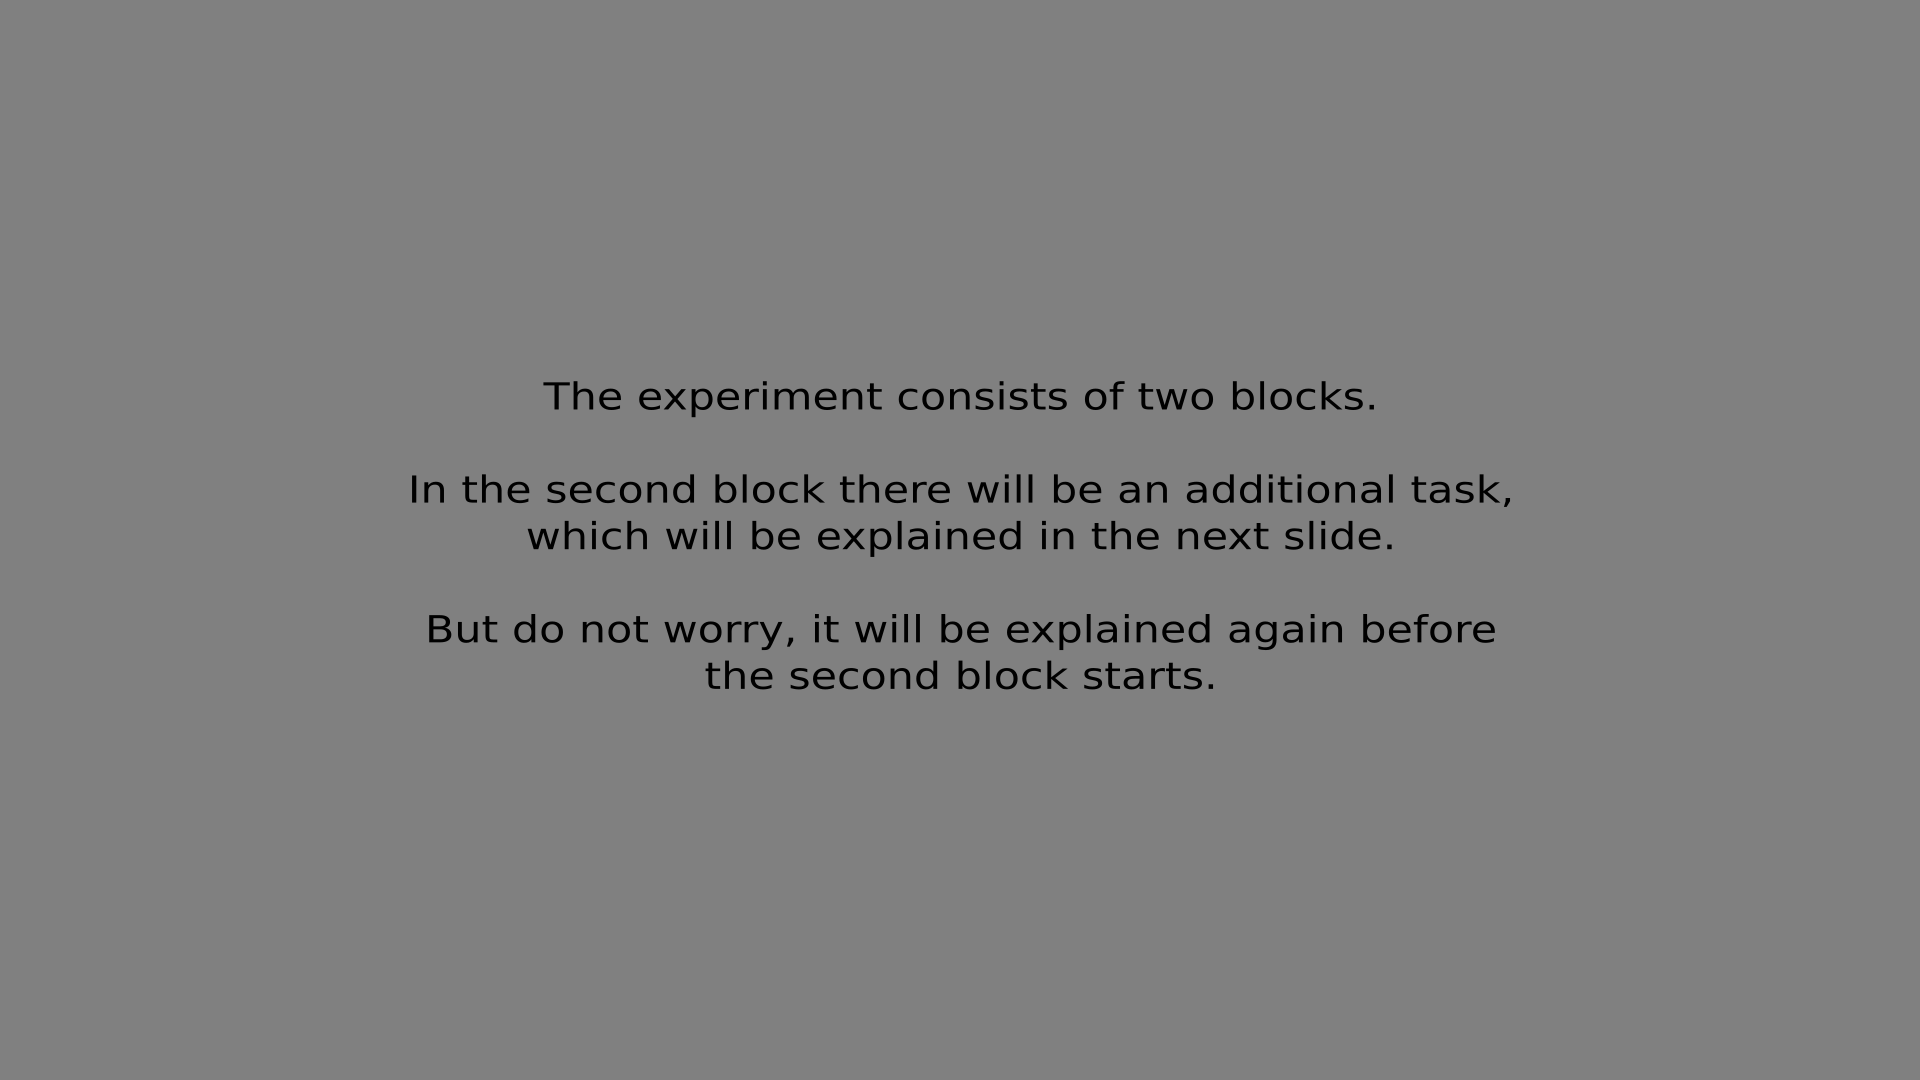 The experiment consists of two blocks.
In the second block there will be an additional task,
which will be explained in the next slide.
But do not worry, it will be explained again before
the second block starts.